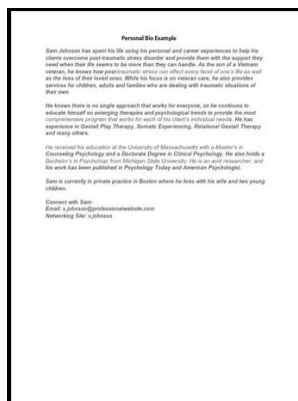 Personal Bio Example
Sam Johnson has spent his life using his personal and career experiences to help his
clients overcome post-traumatic stress disorder and provide them with the support they
need when their life seems to be more than they can handle. As the son of a Vietnam
veteran, he knows how post-traumatic stress can affect every facet of one's life as well
as the lives of their loved ones. While his focus is on veteran care, he also provides
services for children, adults and families who are dealing with traumatic situations of
their own.
He knows there is no single approach that works for everyone, so he continues to
educate himself on emerging therapies and psychological trends to provide the most
comprehensive program that works for each of his client's individual needs. He has
experience in Gestalt Play Therapy, Somatic Experiencing, Relational Gestalt Therapy
and many others.
He received his education at the University of Massachusetts with a Master's in
Counseling Psychology and a Doctorate Degree in Clinical Psychology. He also holds a
Bachelor's in Psychology from Michigan State University. He is an avid researcher, and
his work has been published in Psychology Today and American Psychologist.
Sam is currently in private practice in Boston where he lives with his wife and two young
children.
Connect with Sam:
Email: s.johnson@professionalwebsite.com
Networking Site: s.johnson